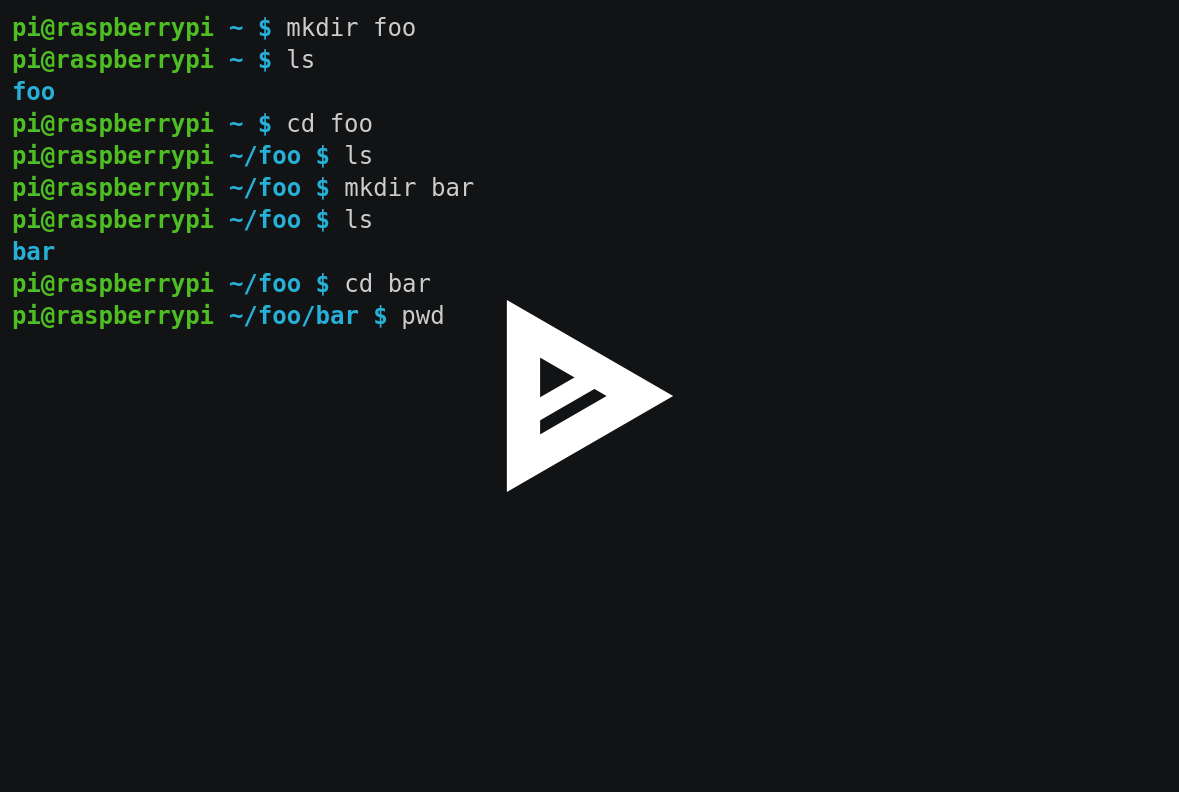 pi@raspberrypi ~ $ mkdir foo
pi@raspberrypi ~ $ ls
foo
pi@raspberrypi ~ $ cd foo
pi@raspberrypi ~/foo $ ls
pi@raspberrypi ~/foo $ mkdir bar
pi@raspberrypi ~/foo $ ls
bar
pi@raspberrypi ~/foo $ cd bar
pi@raspberrypi ~/foo/bar $ pwd